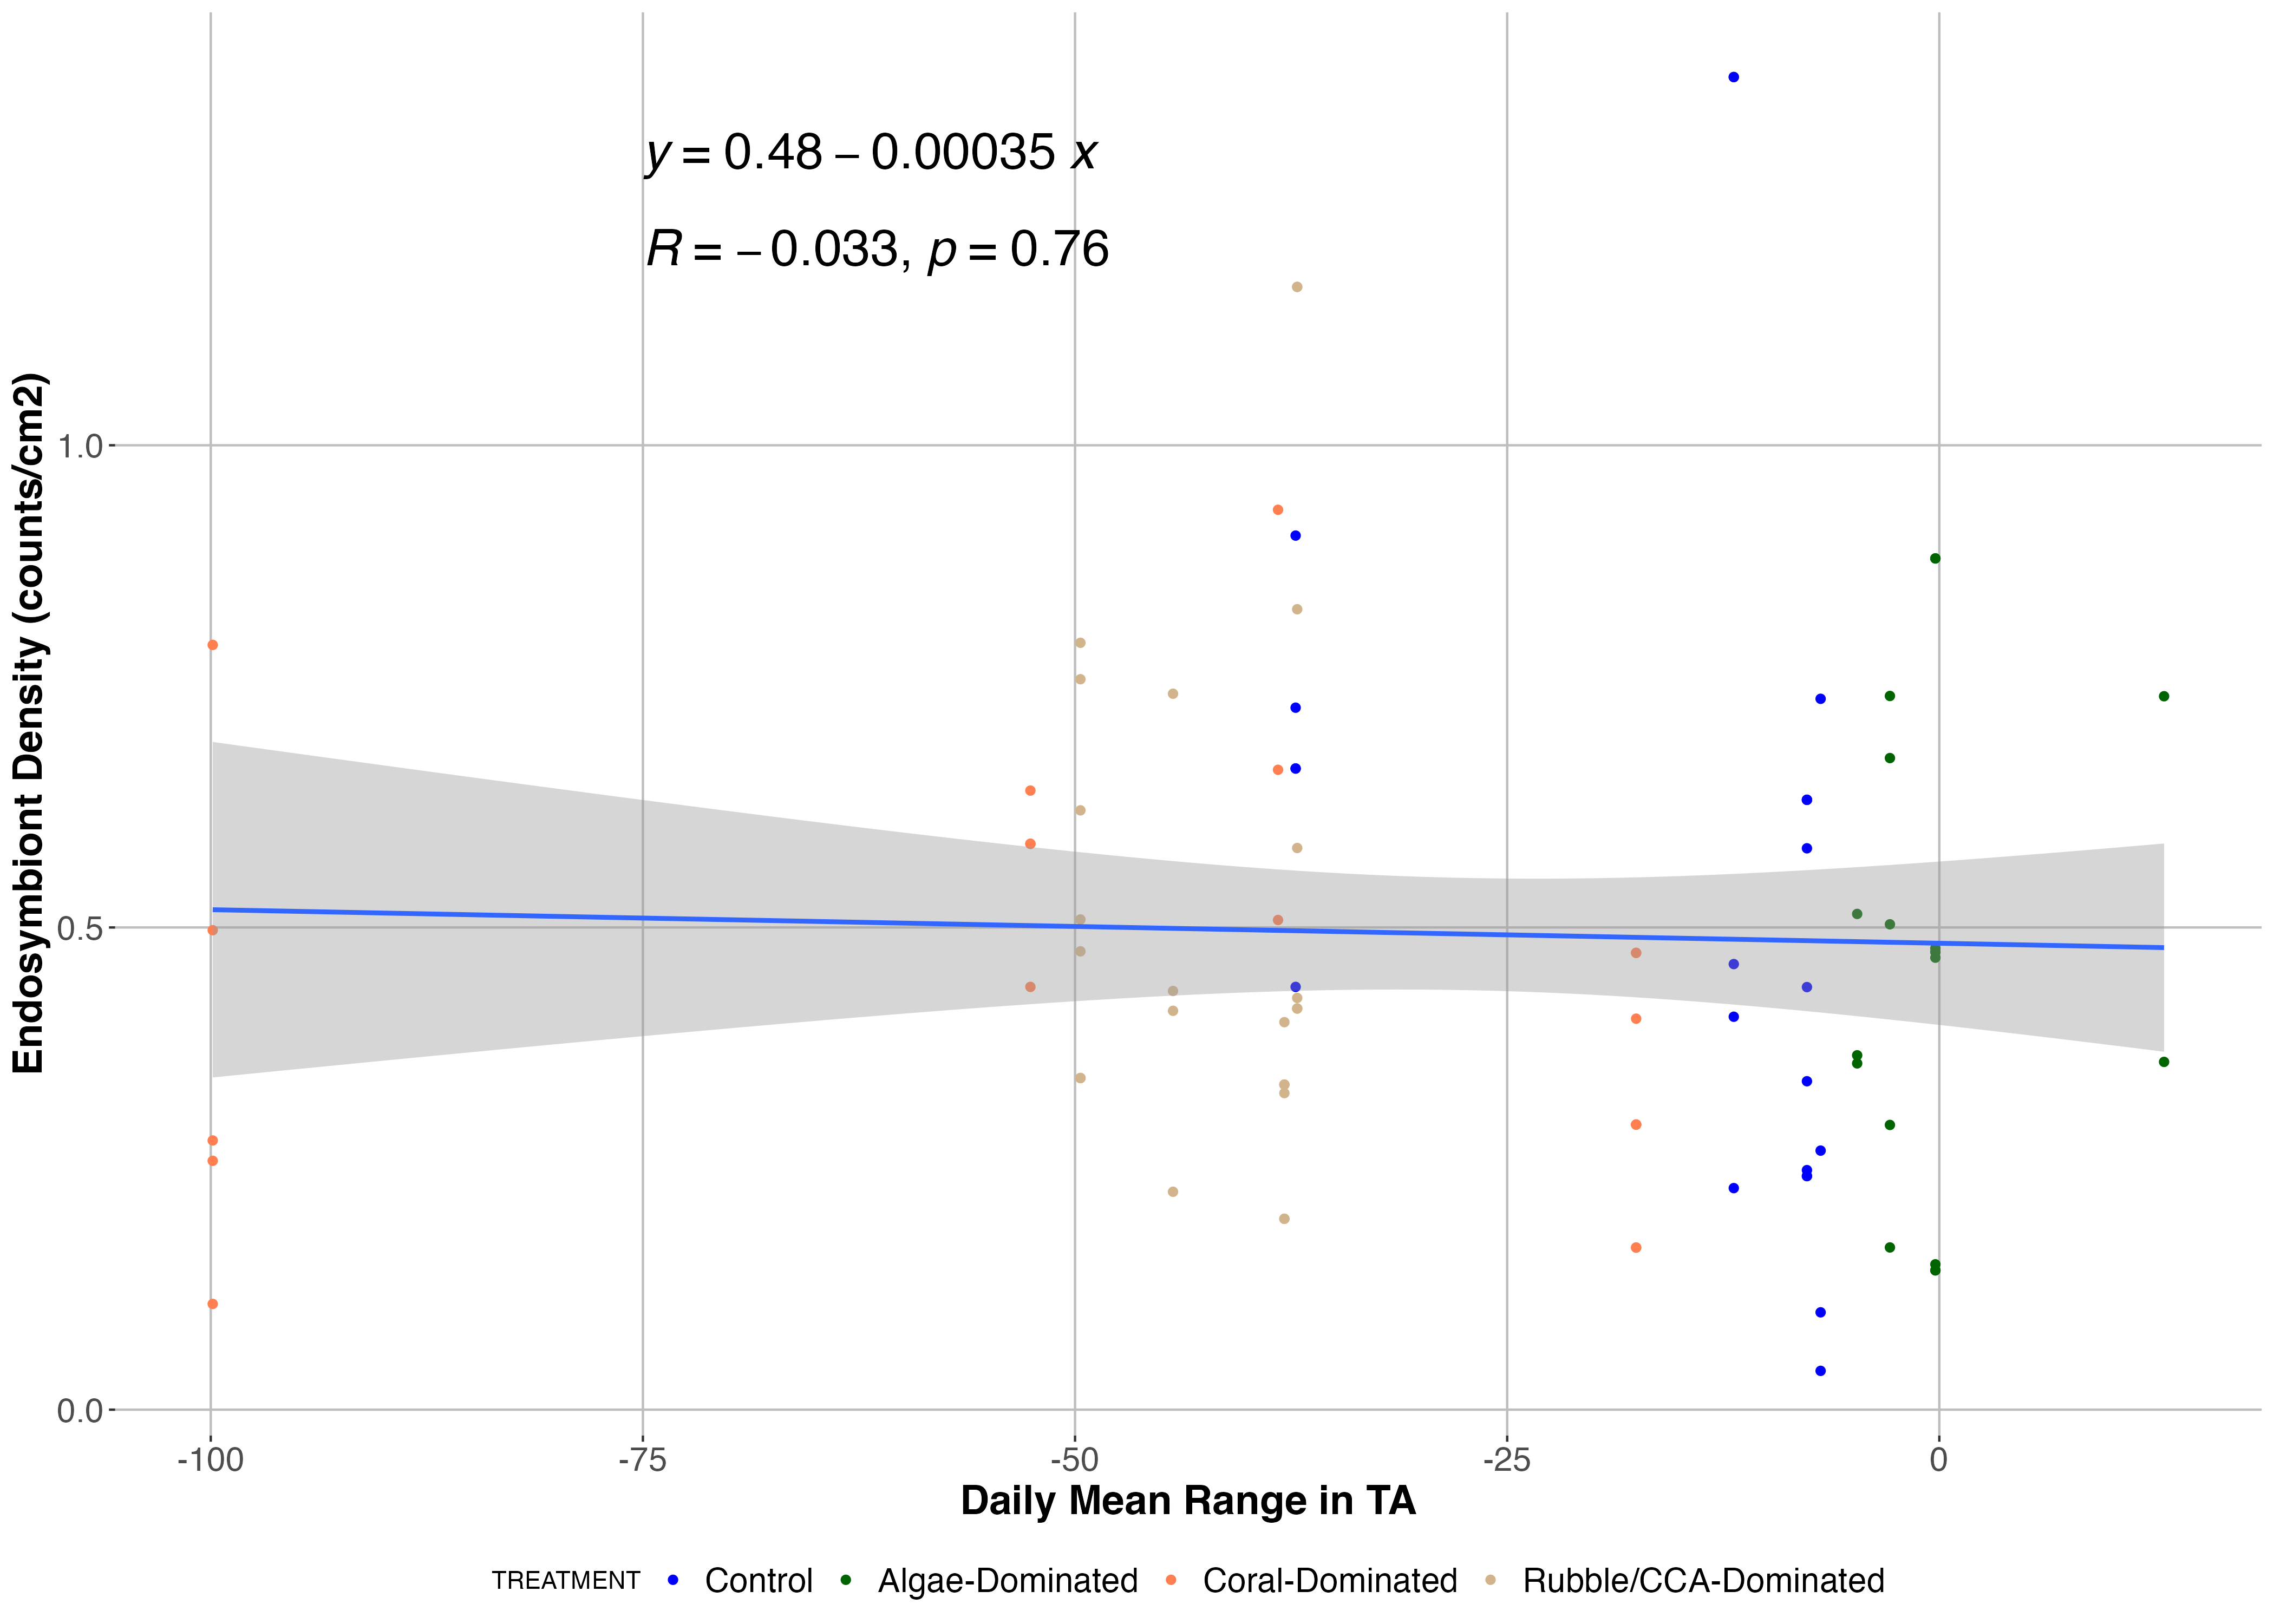 y = 0.48 − 0.00035 x
R = −0.033, p = 0.76
Endosymbiont Density (counts/cm2)
1.0
0.5
0.0
-100
-75
-50
-25
0
Daily Mean Range in TA
TREATMENT Control Algae-Dominated Coral-Dominated Rubble/CCA-Dominated